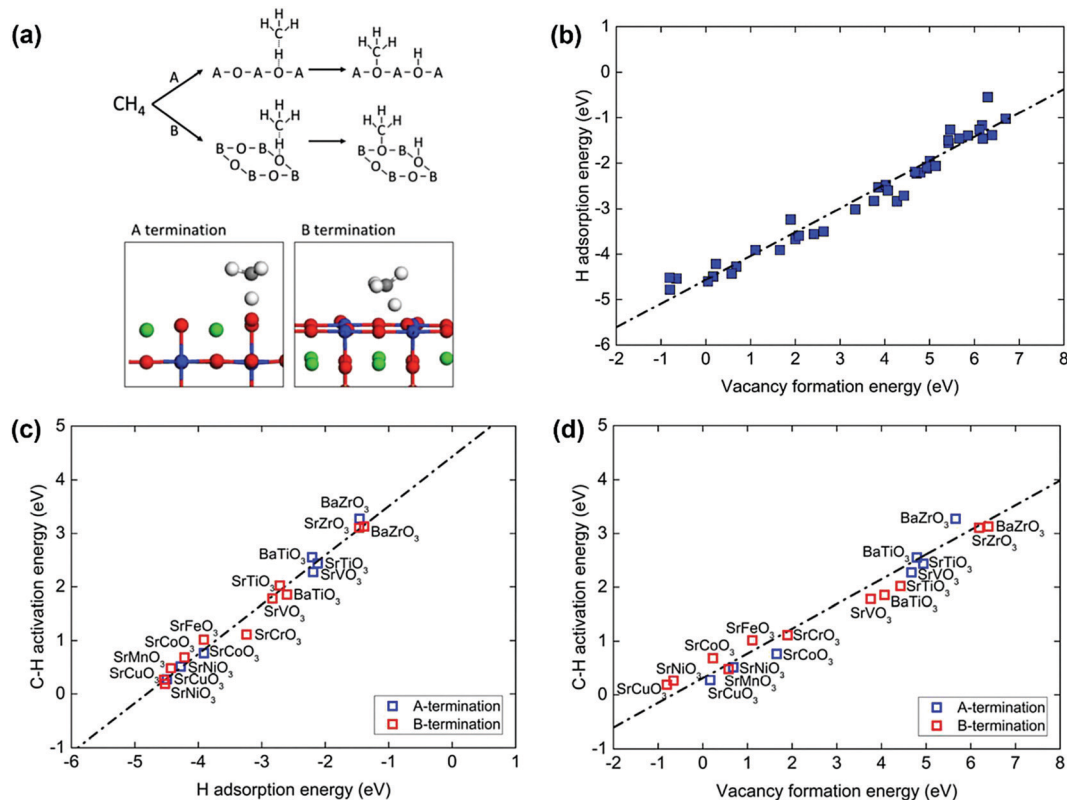 (a)
H
H C H
H
A
A-O-A-O-A
H
H C H
H
A-O-A-O-A
CH4
B
H
H C H
B-O-B H
O O
B-O-B
H
H C H
H
B-O-B
O O
B-O-B
A termination
B termination
(b)
H adsorption energy (eV)
1
0
-1
-2
-3
-4
-5
-6
-2 -1 0 1 2 3 4 5 6 7 8
Vacancy formation energy (eV)
(c)
C-H activation energy (eV)
5
4
3
2
1
0
-1
BaZrO3
SrZrO3
BaZrO3
BaTiO3
SrTiO3
SrVO3
SrTiO3
BaTiO3
SrVO3
SrFeO3
SrCrO3
SrCoO3
SrCoO3
SrMnO3
SrNiO3
SrCuO3
SrCuO3
SrNiO3
A-termination
B-termination
-6 -5 -4 -3 -2 -1 0 1
H adsorption energy (eV)
(d)
C-H activation energy (eV)
5
4
3
2
1
0
-1
BaZrO3
BaZrO3
SrZrO3
BaTiO3
SrTiO3
SrVO3
SrTiO3
BaTiO3
SrVO3
SrFeO3
SrCrO3
SrCoO3
SrCoO3
SrNiO3
SrNiO3
SrMnO3
SrCuO3
SrCuO3
A-termination
B-termination
-2 -1 0 1 2 3 4 5 6 7 8
Vacancy formation energy (eV)